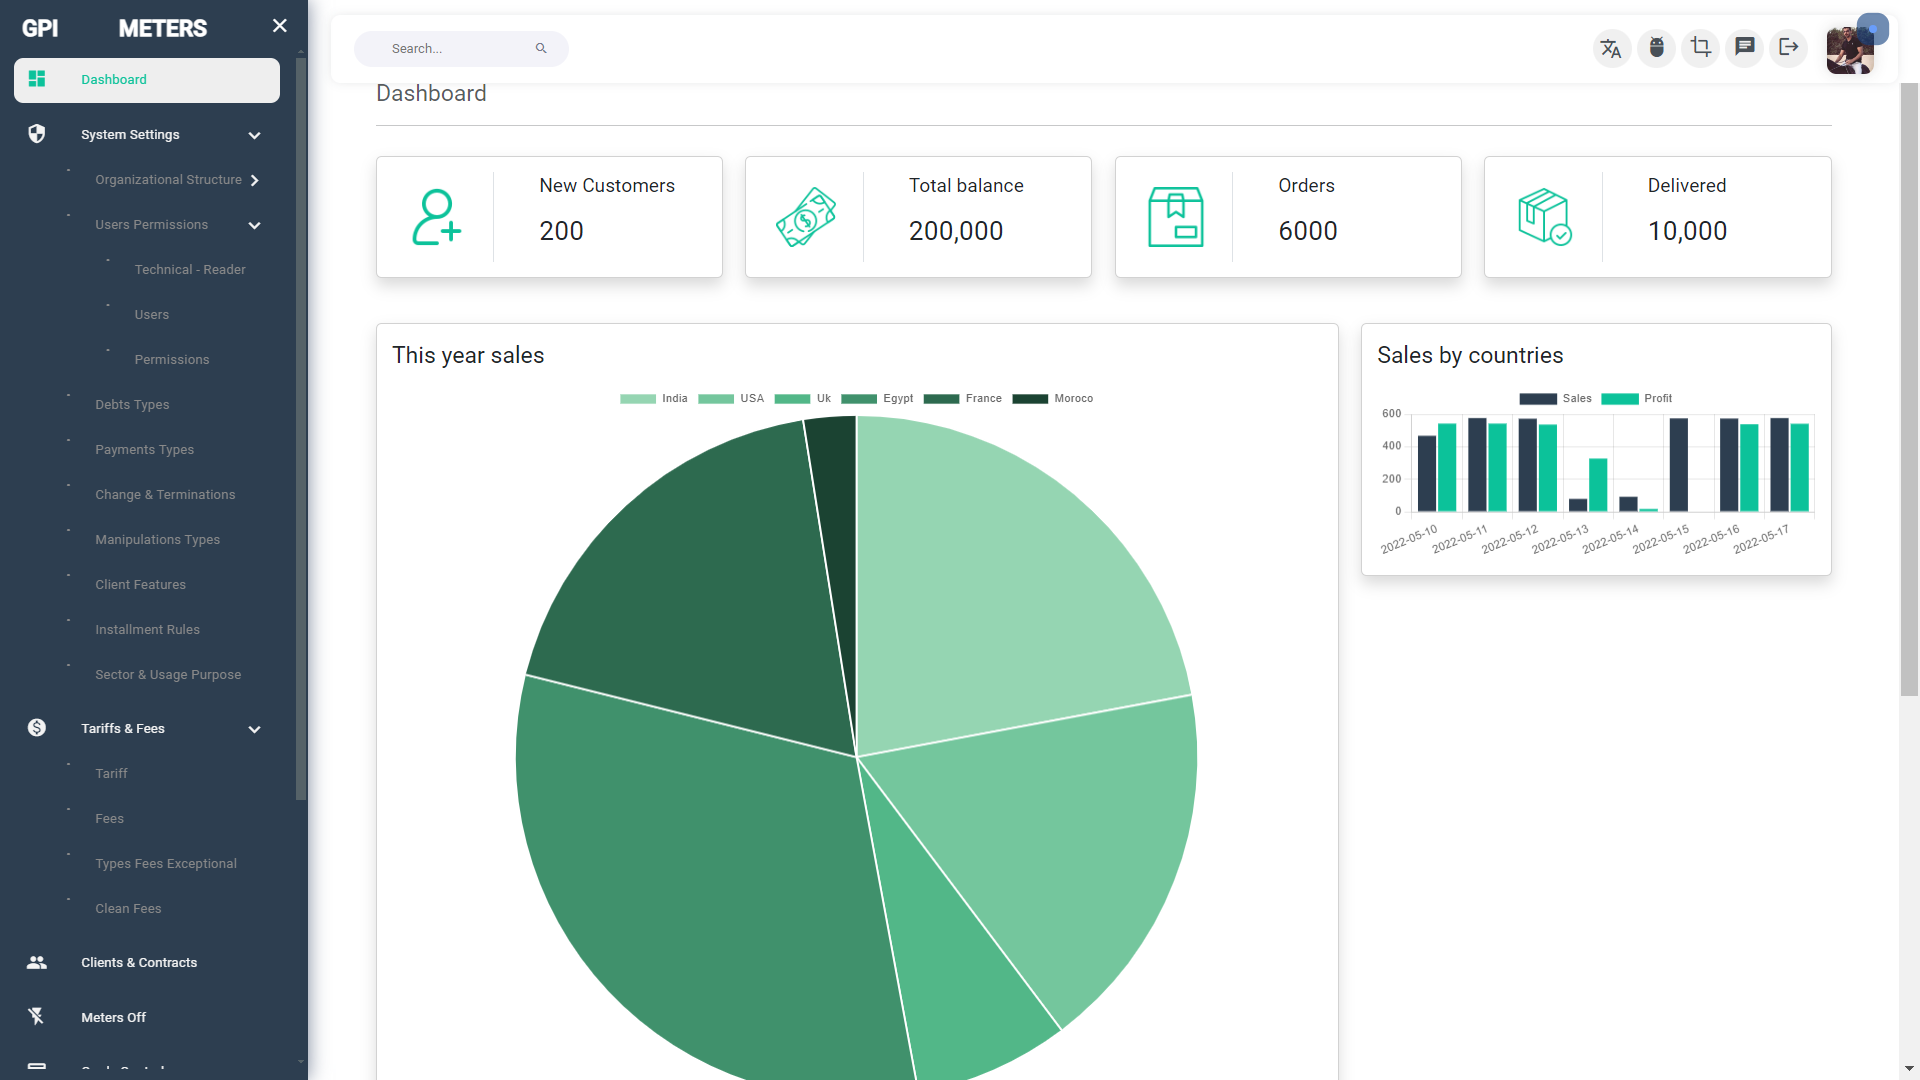 GPI METERS
Dashboard
System Settings
Organizational Structure
Users Permissions
Technical - Reader
Users
Permissions
Debts Types
Payments Types
Change & Terminations
Manipulations Types
Client Features
Installment Rules
Sector & Usage Purpose
Tariffs & Fees
Tariff
Fees
Types Fees Exceptional
Clean Fees
Clients & Contracts
Meters Off
Search...
Dashboard
New Customers
200
Total balance
200,000
Orders
6000
Delivered
10,000
This year sales
India USA Uk Egypt France Moroco
Sales by countries
Sales Profit
600
400
200
0
2022-05-10 2022-05-11 2022-05-12 2022-05-13 2022-05-14 2022-05-15 2022-05-16 2022-05-17